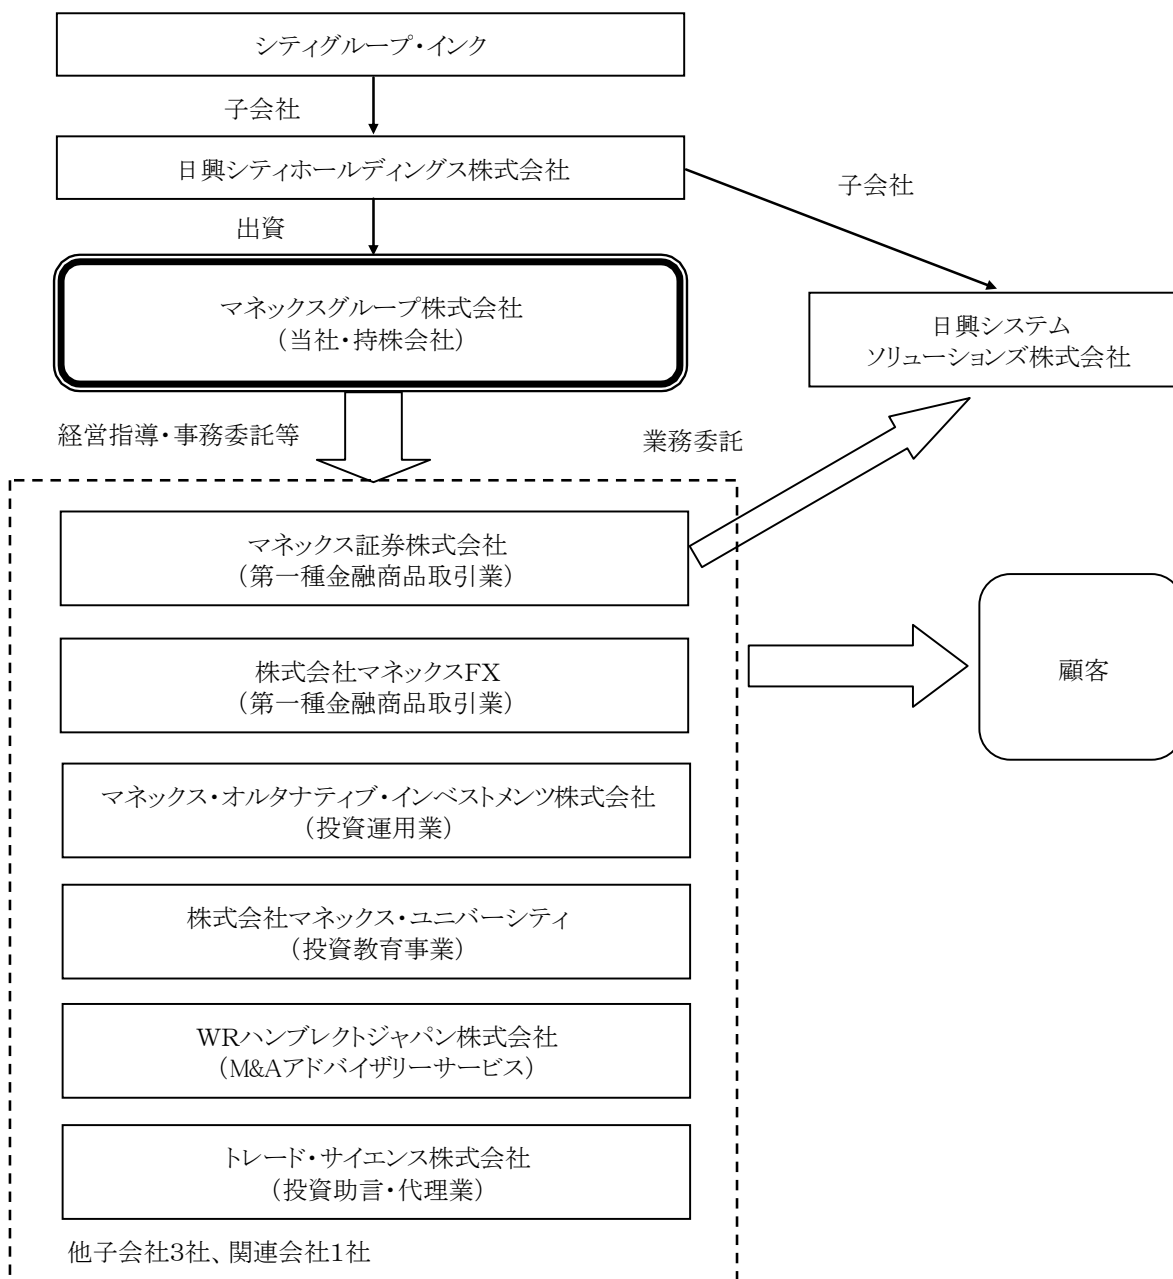 シティグループ・インク
子会社
日興シティホールディングス株式会社
子会社
出資
マネックスグループ株式会社
（当社・持株会社）
日興システム
ソリューションズ株式会社
経営指導・事務委託等
業務委託
マネックス証券株式会社
（第一種金融商品取引業）
株式会社マネックスFX
（第一種金融商品取引業）
顧客
マネックス・オルタナティブ・インベストメンツ株式会社
（投資運用業）
株式会社マネックス・ユニバーシティ
（投資教育事業）
WRハンブレクトジャパン株式会社
（M&Aアドバイザリーサービス）
トレード・サイエンス株式会社
（投資助言・代理業）
他子会社3社、関連会社1社